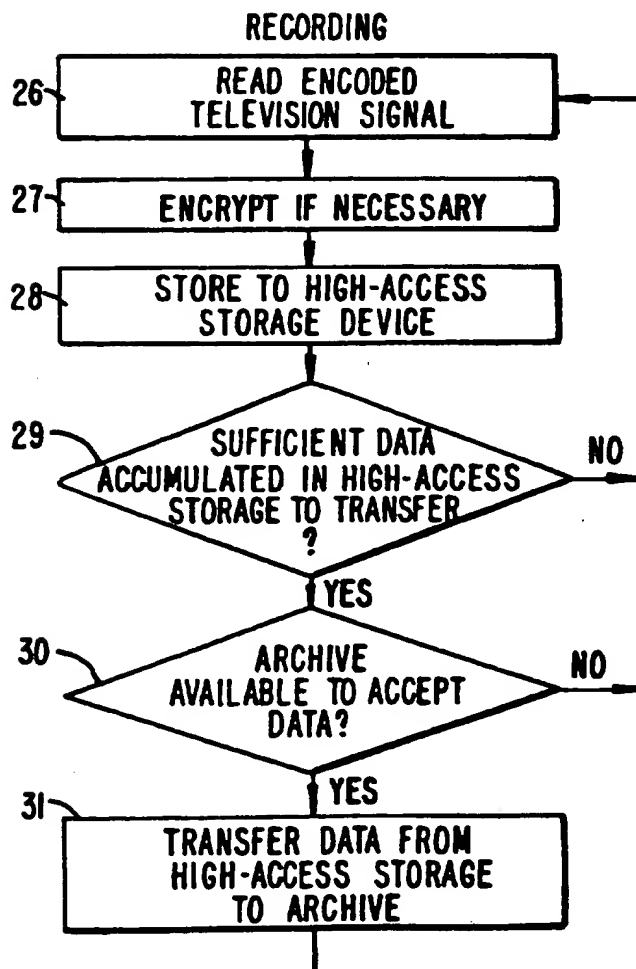 RECORDING
26
READ ENCODED
TELEVISION SIGNAL
27
ENCRYPT IF NECESSARY
28
STORE TO HIGH-ACCESS
STORAGE DEVICE
29
SUFFICIENT DATA
ACCUMULATED IN HIGH-ACCESS
STORAGE TO TRANSFER
?
NO
YES
30
ARCHIVE
AVAILABLE TO ACCEPT
DATA?
NO
YES
31
TRANSFER DATA FROM
HIGH-ACCESS STORAGE
TO ARCHIVE